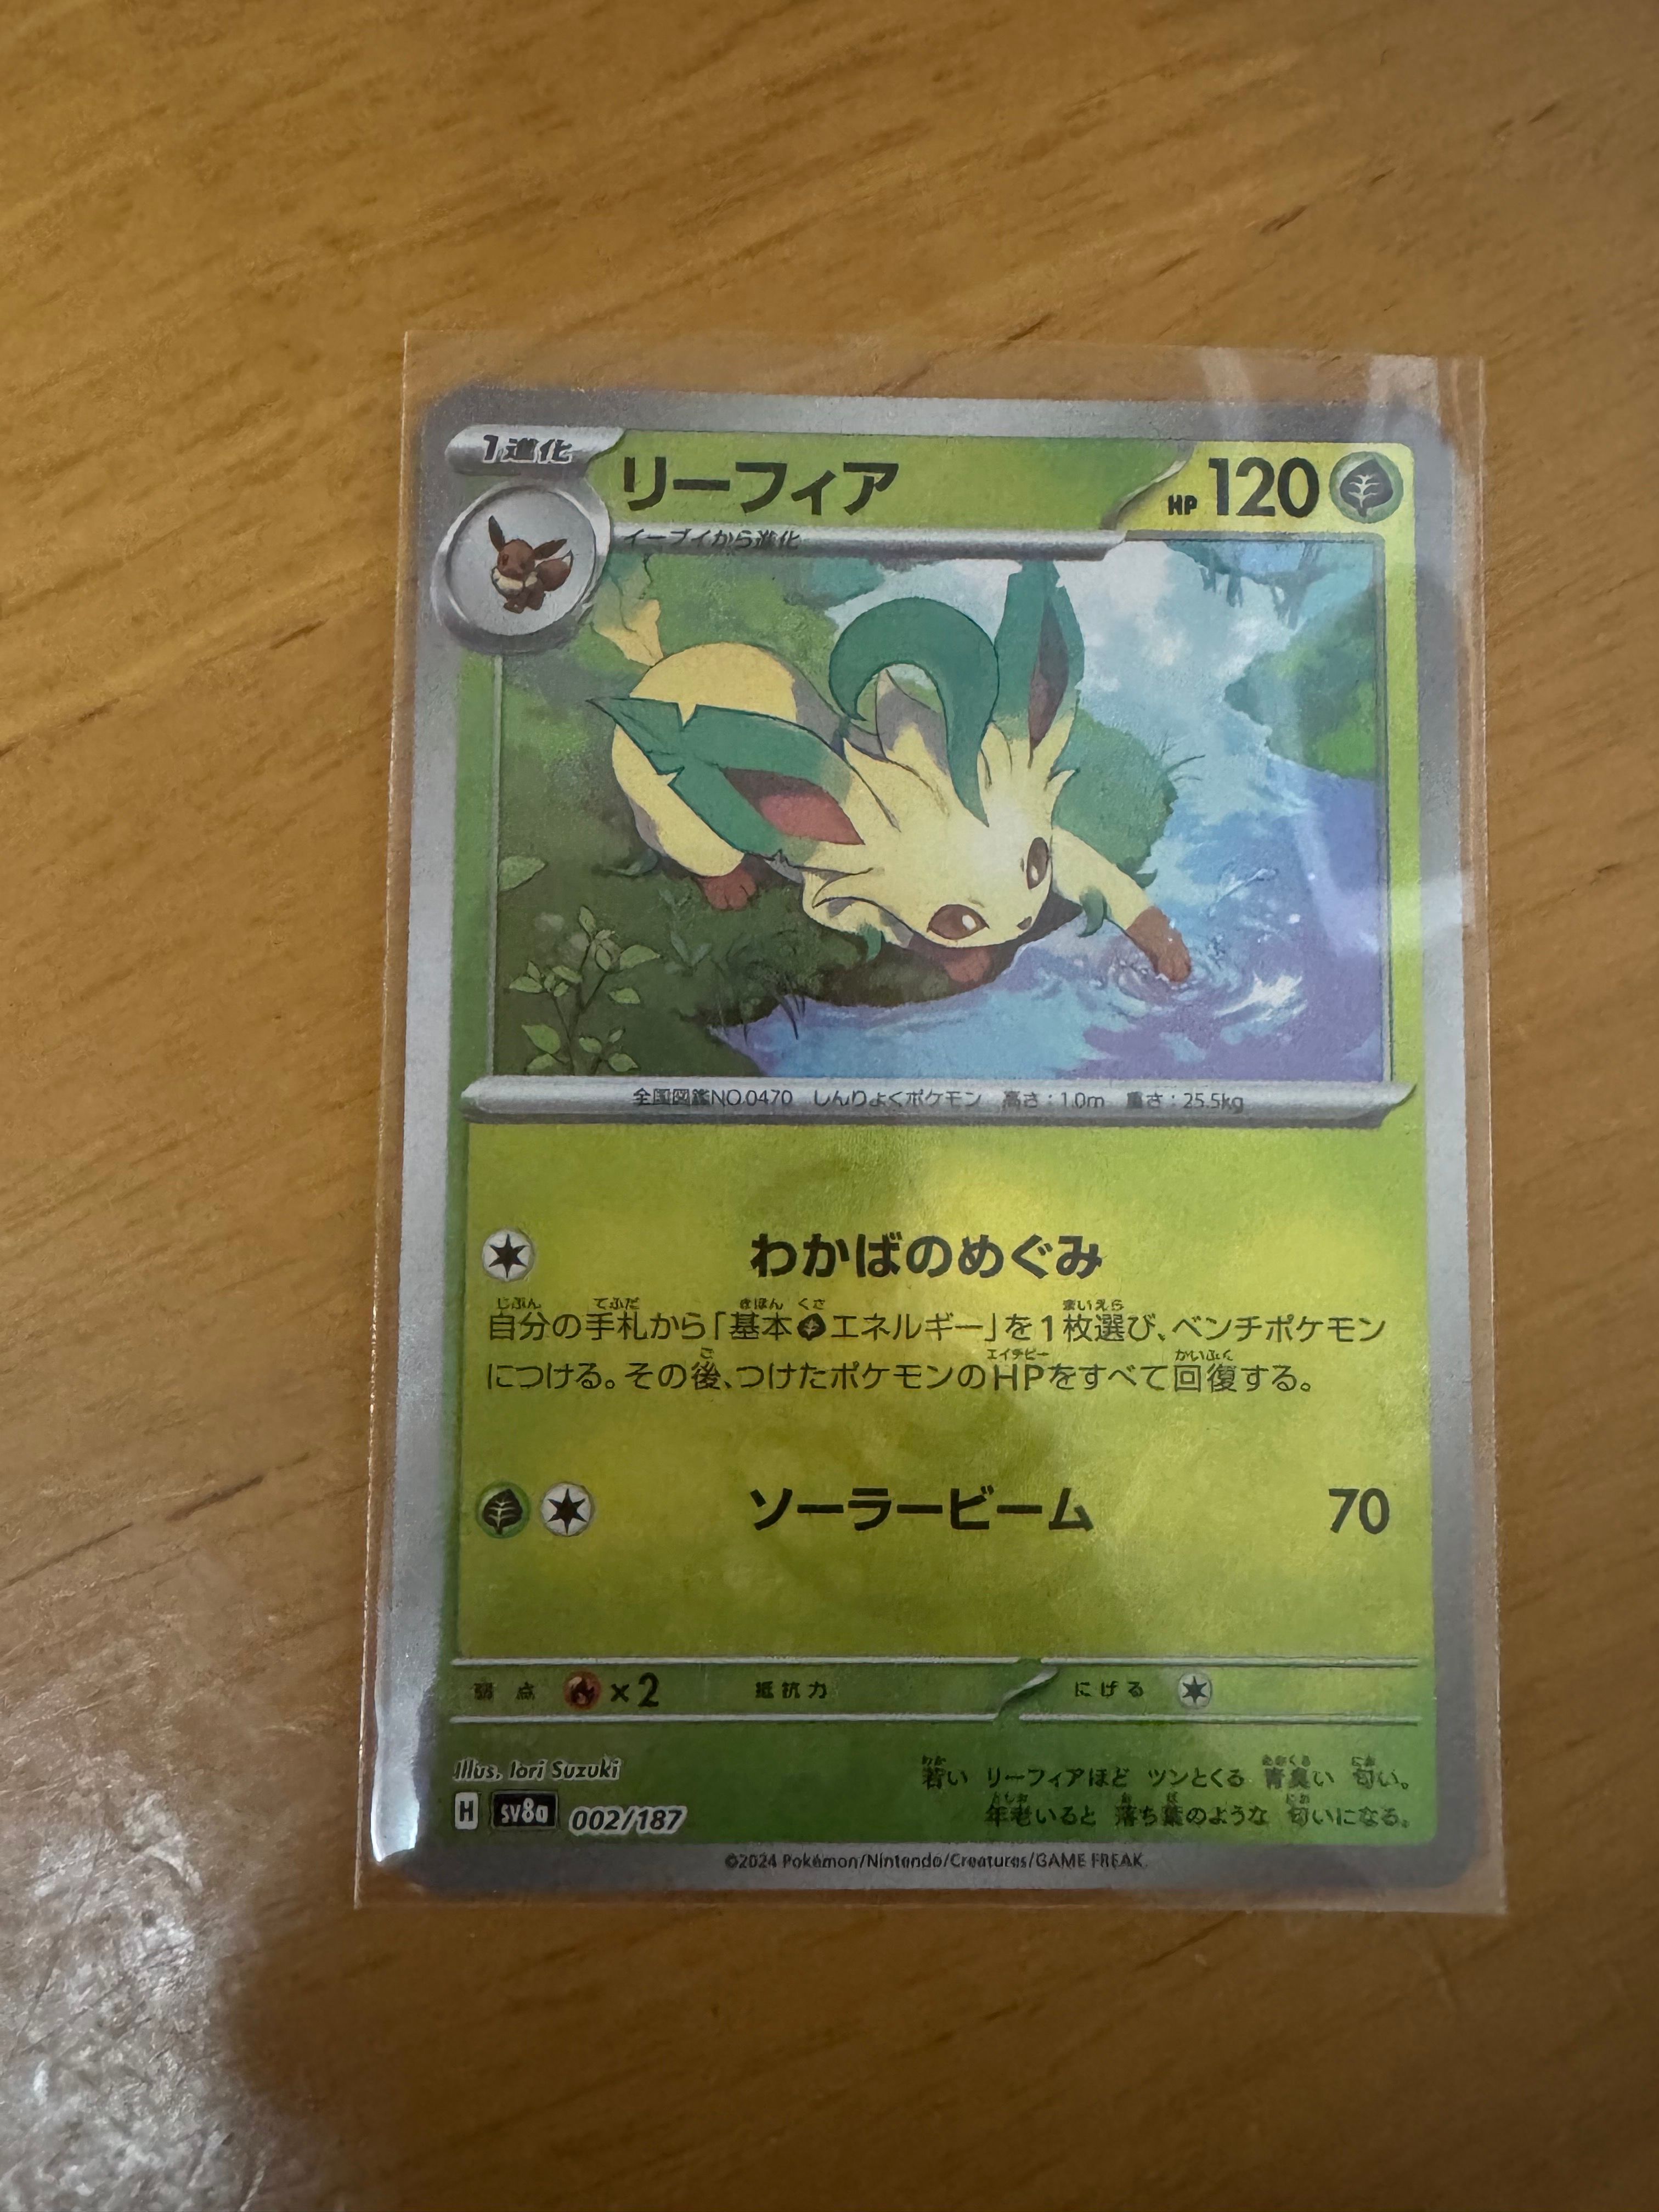 1進化
リーフィア
HP 120
イーブイから進化
全国図鑑NO.0470 しんりょくポケモン 高さ：1.0m 重さ：25.5kg
わかばのめぐみ
自分の手札から「基本エネルギー」を1枚選び、ベンチポケモン
につける。その後、つけたポケモンのHPをすべて回復する。
ソーラービーム 70
弱点 ×2 抵抗力 にげる
Illus. Iori Suzuki
若い リーフィアほど ツンとくる 青臭い 匂い。
年老いると 落ち葉のような 匂いになる。
H sv8a 002/187
©2024 Pokémon/Nintendo/Creatures/GAME FREAK.